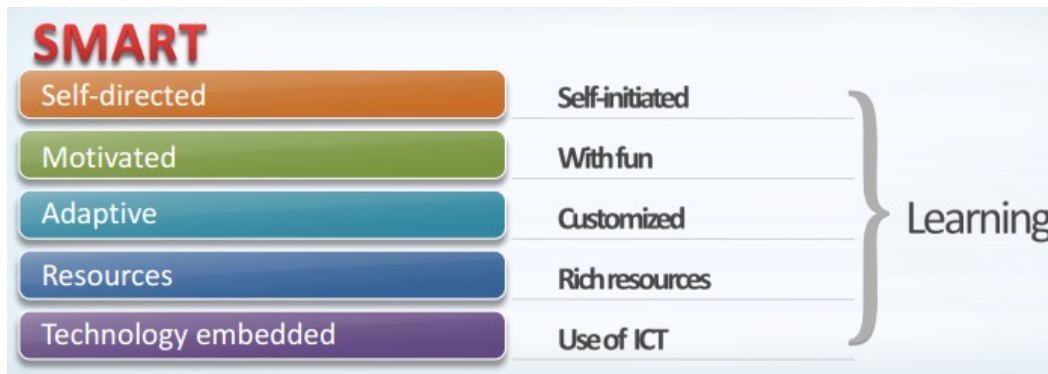 SMART
Self-directed
Self-initiated
Motivated
With fun
Adaptive
Customized
Resources
Rich resources
Technology embedded
Use of ICT
Learning